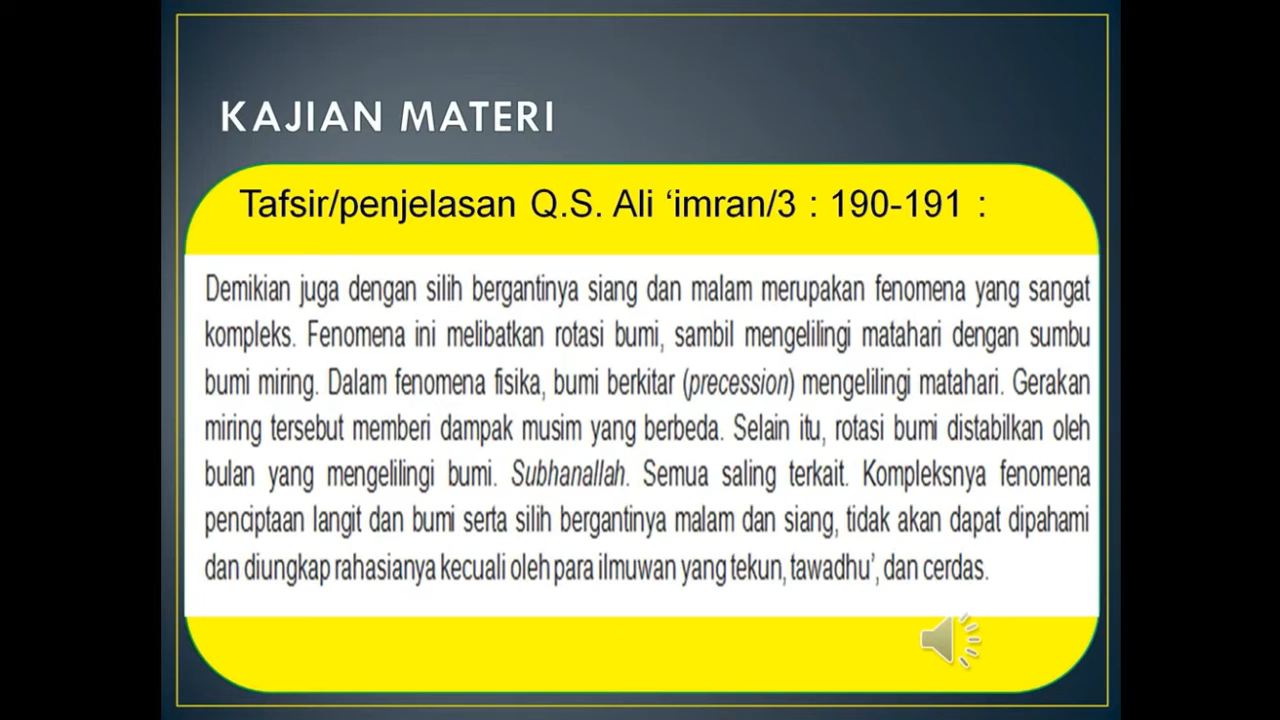 KAJIAN MATERI
Tafsir/penjelasan Q.S. Ali ‘imran/3 : 190-191 :
Demikian juga dengan silih bergantinya siang dan malam merupakan fenomena yang sangat
kompleks. Fenomena ini melibatkan rotasi bumi, sambil mengelilingi matahari dengan sumbu
bumi miring. Dalam fenomena fisika, bumi berkitar (precession) mengelilingi matahari. Gerakan
miring tersebut memberi dampak musim yang berbeda. Selain itu, rotasi bumi distabilkan oleh
bulan yang mengelilingi bumi. Subhanallah. Semua saling terkait. Kompleksnya fenomena
penciptaan langit dan bumi serta silih bergantinya malam dan siang, tidak akan dapat dipahami
dan diungkap rahasianya kecuali oleh para ilmuwan yang tekun, tawadhu’, dan cerdas.